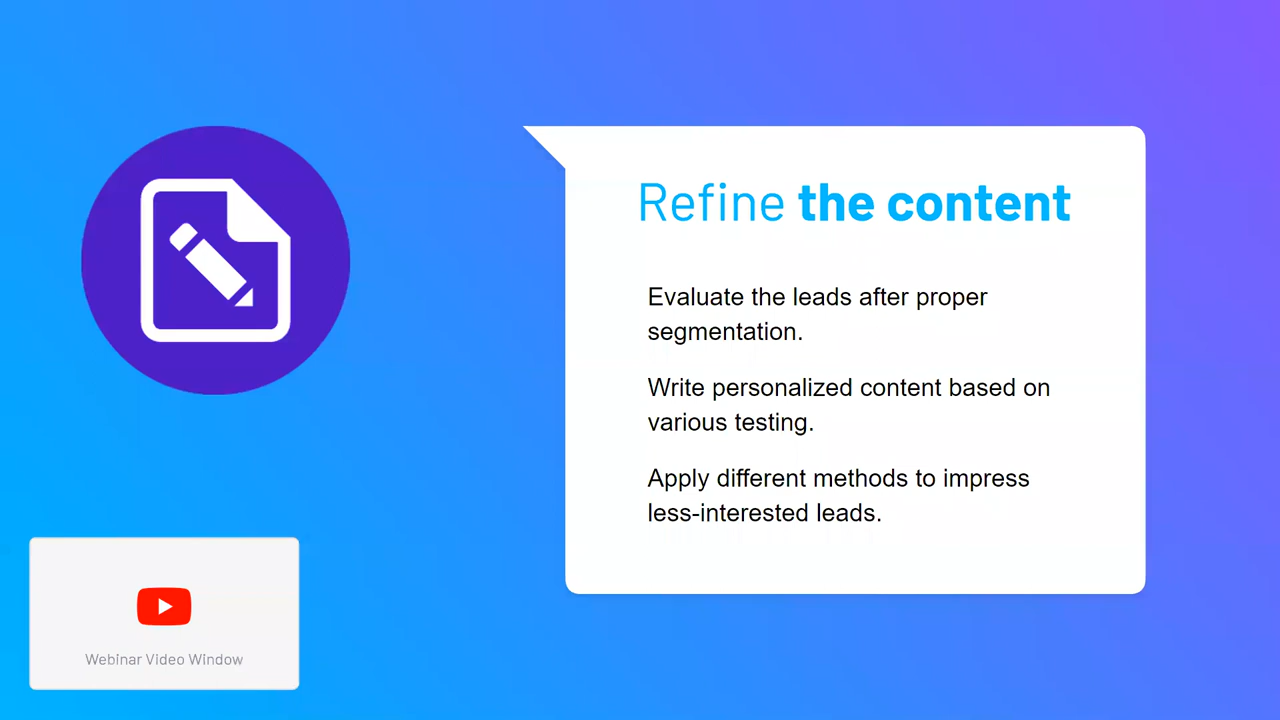 Refine the content
Evaluate the leads after proper
segmentation.
Write personalized content based on
various testing.
Apply different methods to impress
less-interested leads.
Webinar Video Window